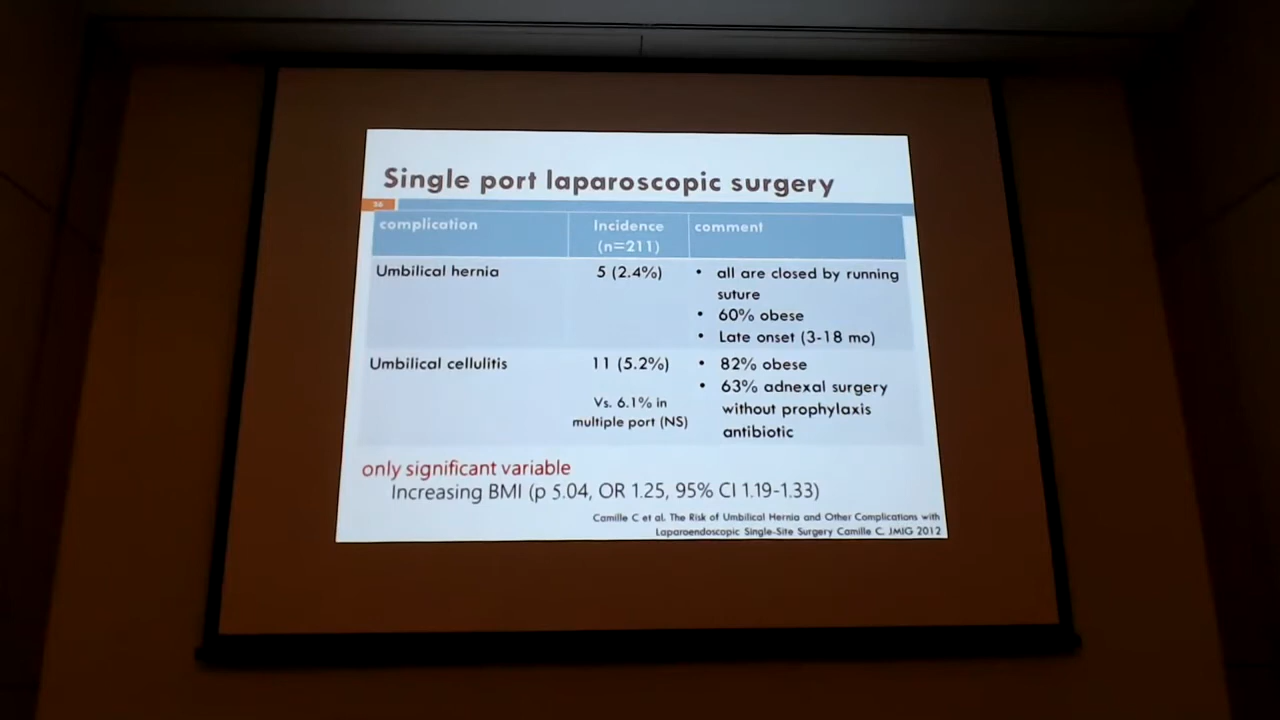 Single port laparoscopic surgery
36
complication
Incidence
(n=211)
comment
Umbilical hernia
5 (2.4%)
• all are closed by running
suture
• 60% obese
• Late onset (3-18 mo)
Umbilical cellulitis
11 (5.2%)
Vs. 6.1% in
multiple port (NS)
• 82% obese
• 63% adnexal surgery
without prophylaxis
antibiotic
only significant variable
Increasing BMI (p 5.04, OR 1.25, 95% CI 1.19-1.33)
Camille C et al. The Risk of Umbilical Hernia and Other Complications with
Laparoendoscopic Single-Site Surgery Camille C. JMIG 2012